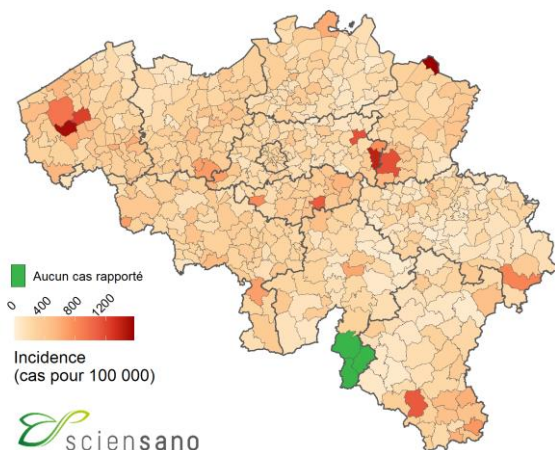 Aucun cas rapporté
0 400 800 1200
Incidence
(cas pour 100 000)
sciensano